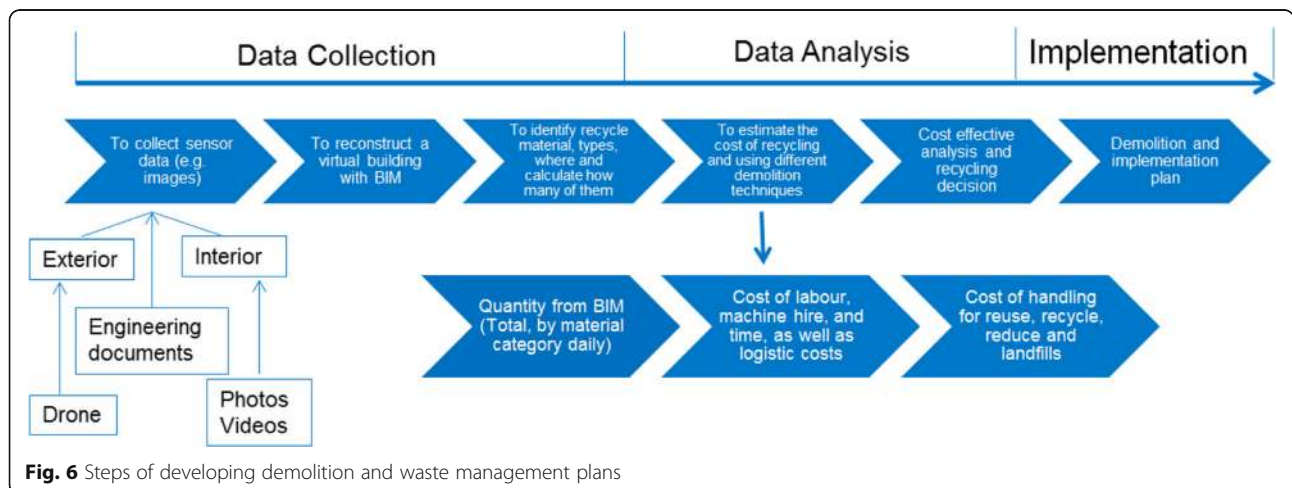 Data Collection
Data Analysis
Implementation
To collect sensor
data (e.g.
images)
To reconstruct a
virtual building
with BIM
To identify recycle
material, types,
where and
calculate how
many of them
To estimate the
cost of recycling
and using different
demolition
techniques
Cost effective
analysis and
recycling
decision
Demolition and
implementation
plan
Exterior
Interior
Engineering
documents
Drone
Photos
Videos
Quantity from BIM
(Total, by material
category daily)
Cost of labour,
machine hire, and
time, as well as
logistic costs
Cost of handling
for reuse, recycle,
reduce and
landfills
Fig. 6 Steps of developing demolition and waste management plans